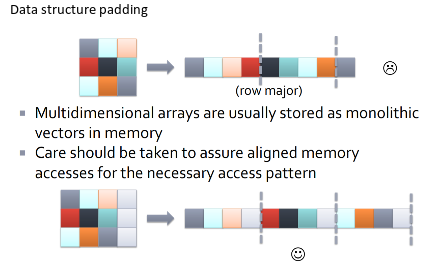 Data structure padding
(row major)
Multidimensional arrays are usually stored as monolithic
vectors in memory
Care should be taken to assure aligned memory
accesses for the necessary access pattern